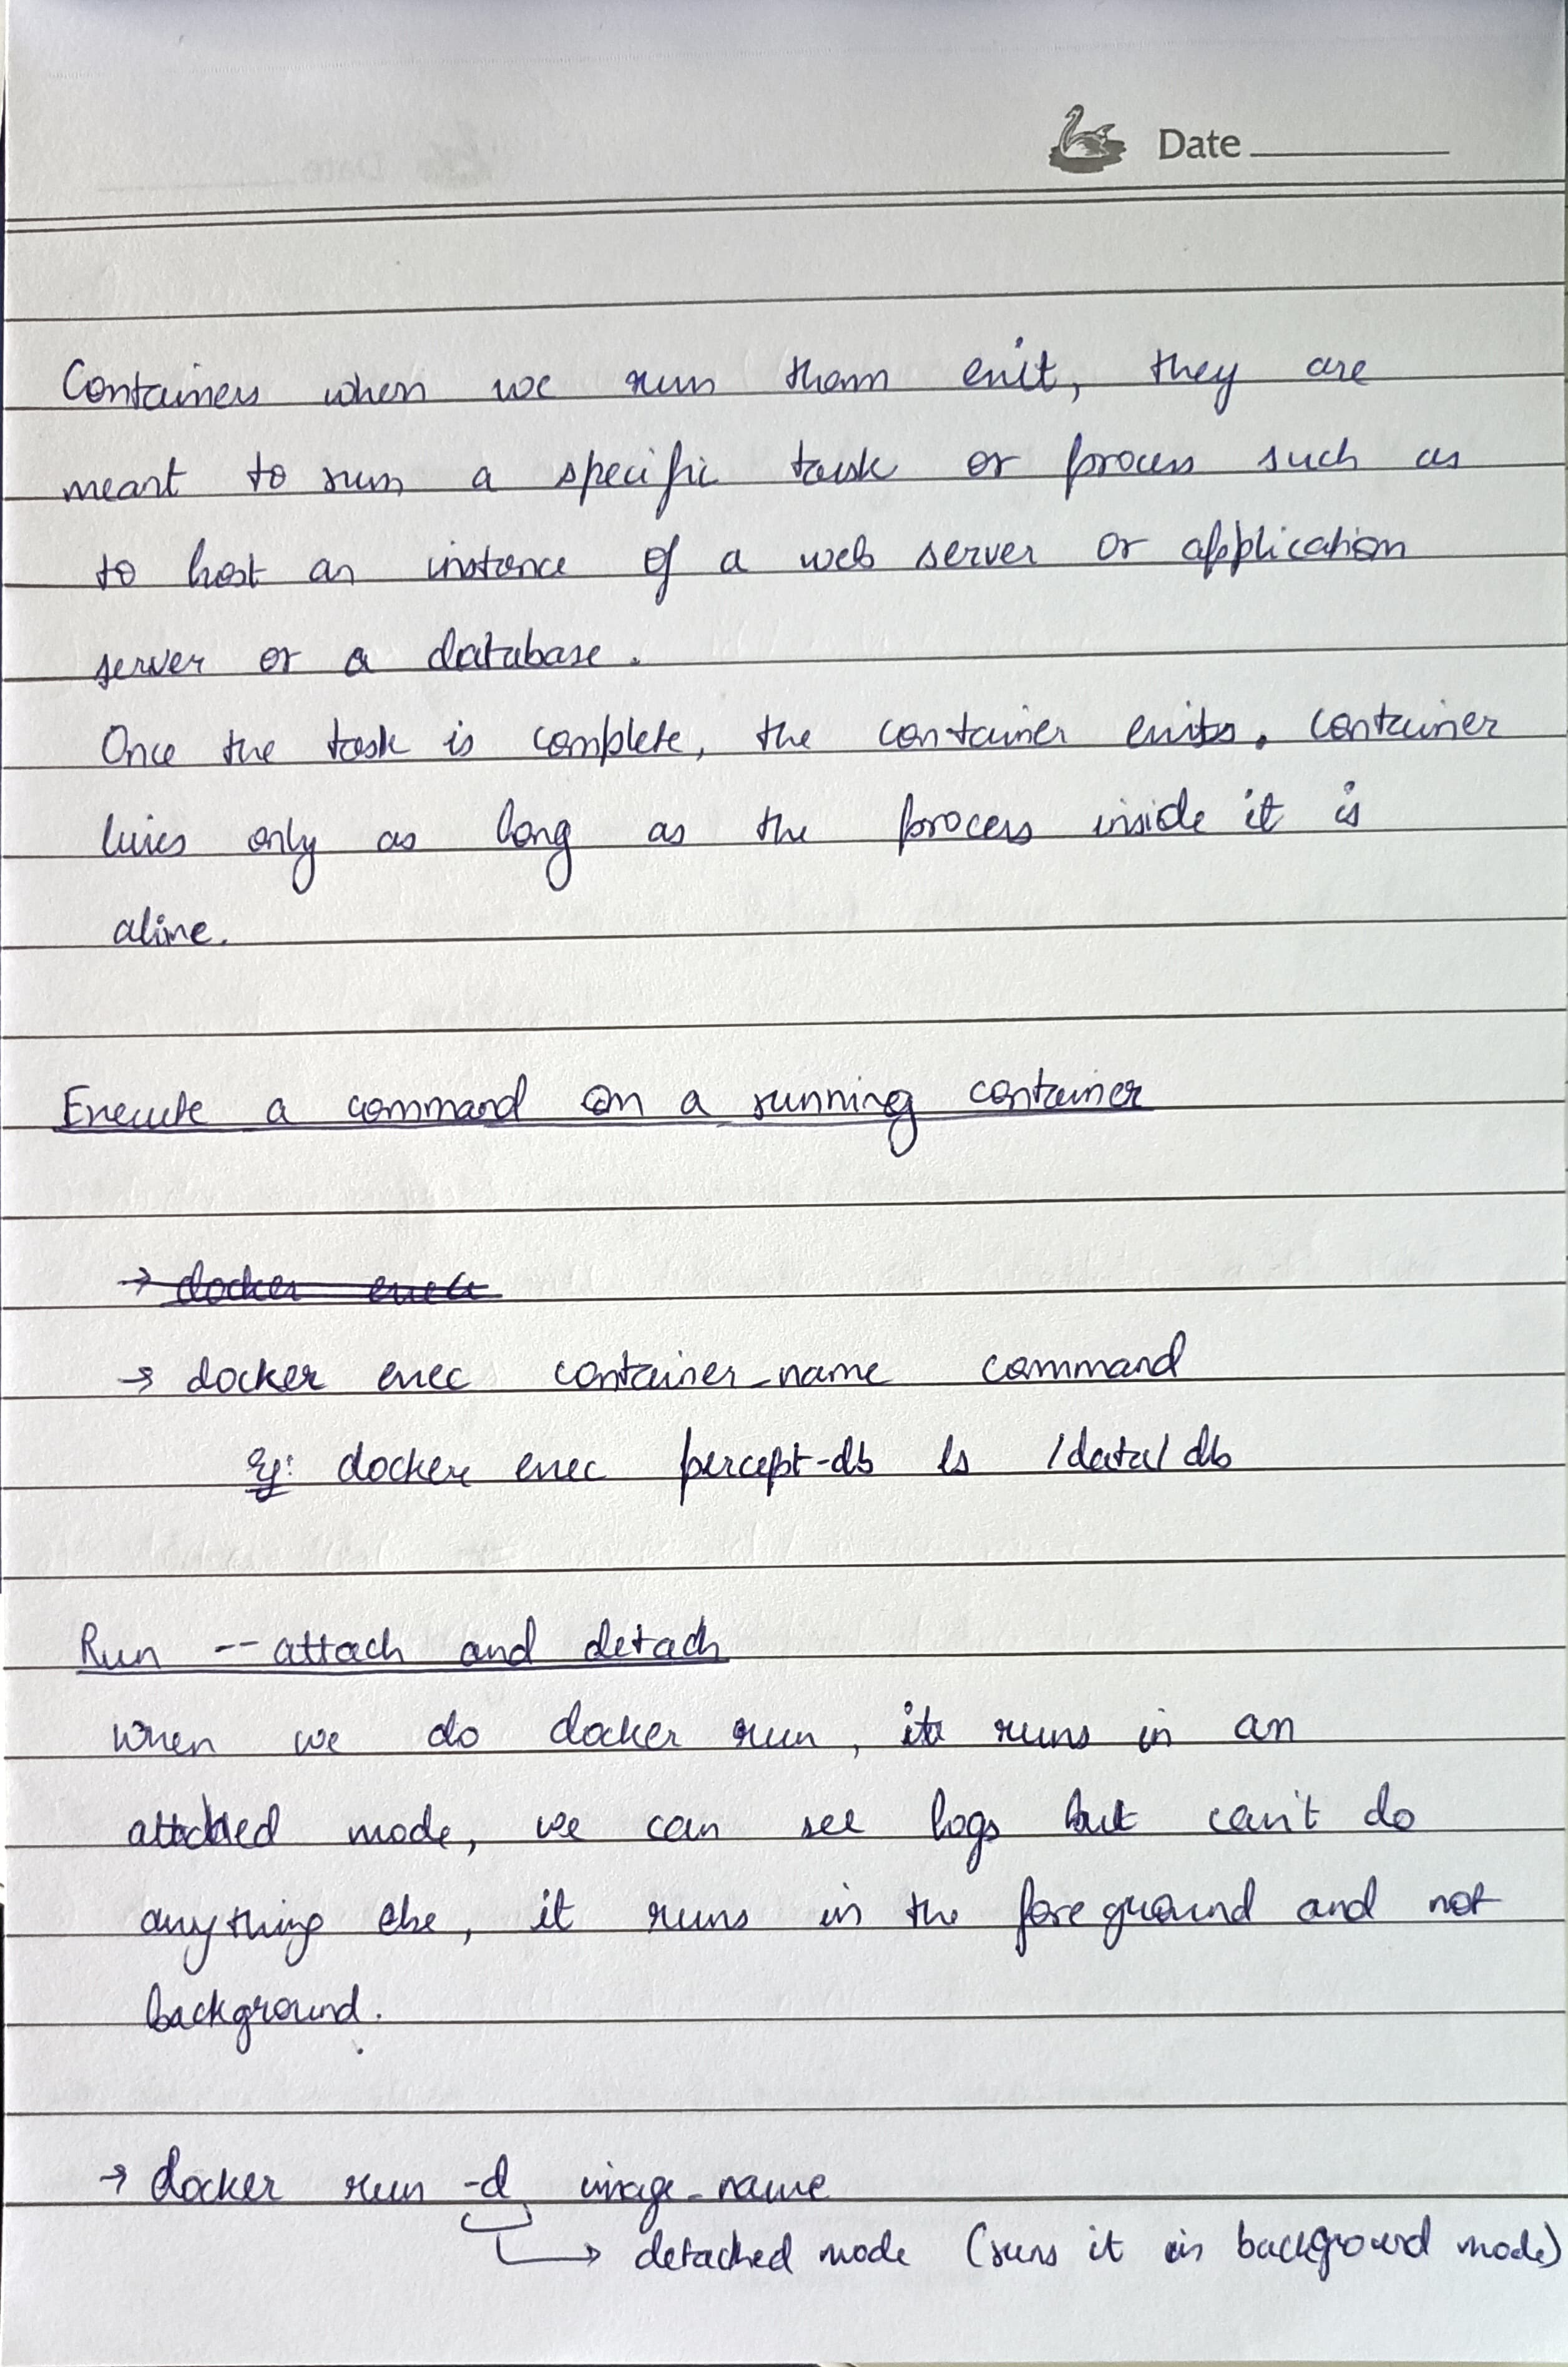 Date
Containers when we run them exit, they are
meant to run a specific task or process such as
to host an instance of a web server or application
server or a database.
Once the task is complete, the container exits. Container
lives only as long as the process inside it is
alive.
Execute a command on a running container
→ docker exec
→ docker exec container_name command
Eg: docker exec percept-db ls /data/db
Run -- attach and detach
When we do docker run, it runs in an
attached mode, we can see logs but can't do
anything else, it runs in the foreground and not
background.
→ docker run -d image_name
→ detached mode (runs it in background mode)